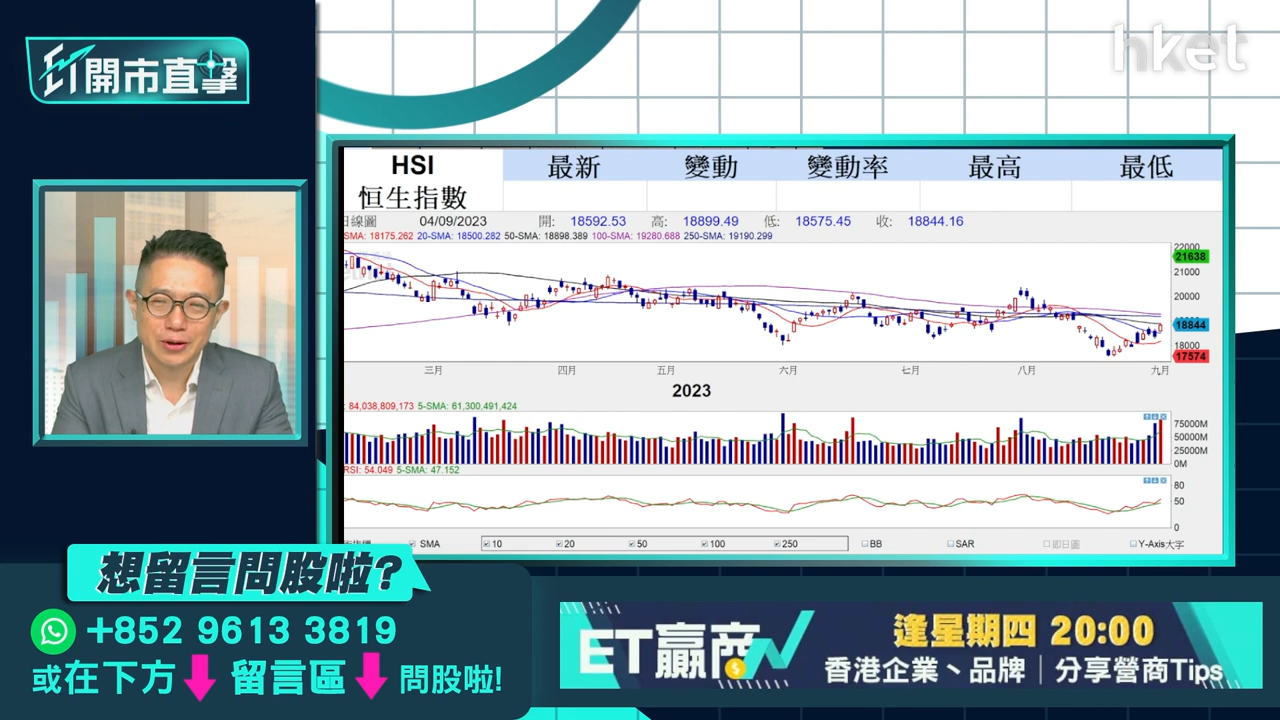 ET開市直擊
hket
HSI 最新 變動 變動率 最高 最低
恒生指數
日線圖 04/09/2023 開: 18592.53 高: 18899.49 低: 18575.45 收: 18844.16
SMA: 18175.262 20-SMA: 18500.282 50-SMA: 18898.389 100-SMA: 19280.688 250-SMA: 19190.299
22000
21638
21000
20000
18844
18000
17574
三月 四月 五月 六月 七月 八月 九月
2023
: 84,038,809,173 5-SMA: 61,300,491,424
75000M
50000M
25000M
0M
RSI: 54.049 5-SMA: 47.152
80
50
0
SMA 10 20 50 100 250 BB SAR 即日圖 Y-Axis大字
想留言問股啦?
+852 9613 3819
或在下方 留言區 問股啦!
ET贏商
逢星期四 20:00
香港企業、品牌｜分享營商Tips